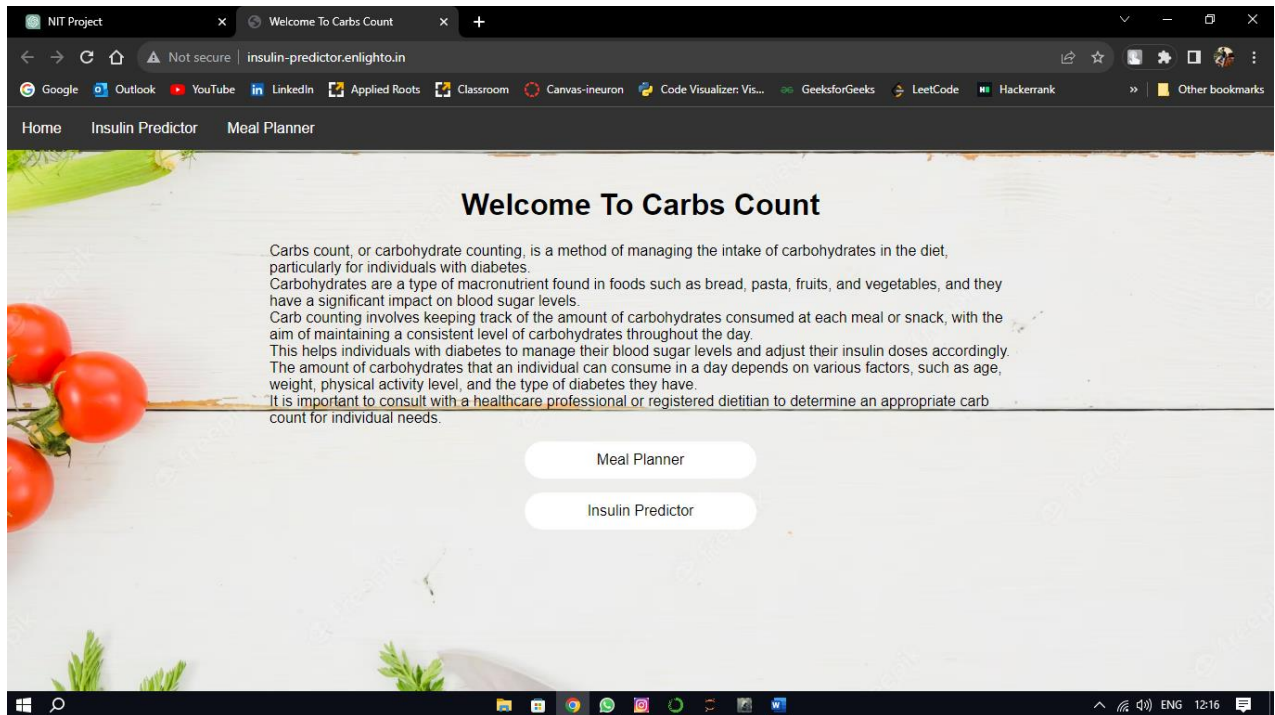 NIT Project
Welcome To Carbs Count
Not secure
insulin-predictor.enlighto.in
Google Outlook YouTube LinkedIn Applied Roots Classroom Canvas-ineuron Code Visualizer: Vis... GeeksforGeeks LeetCode Hackerrank » Other bookmarks
Home Insulin Predictor Meal Planner
Welcome To Carbs Count
Carbs count, or carbohydrate counting, is a method of managing the intake of carbohydrates in the diet,
particularly for individuals with diabetes.
Carbohydrates are a type of macronutrient found in foods such as bread, pasta, fruits, and vegetables, and they
have a significant impact on blood sugar levels.
Carb counting involves keeping track of the amount of carbohydrates consumed at each meal or snack, with the
aim of maintaining a consistent level of carbohydrates throughout the day.
This helps individuals with diabetes to manage their blood sugar levels and adjust their insulin doses accordingly.
The amount of carbohydrates that an individual can consume in a day depends on various factors, such as age,
weight, physical activity level, and the type of diabetes they have.
It is important to consult with a healthcare professional or registered dietitian to determine an appropriate carb
count for individual needs.
Meal Planner
Insulin Predictor
ENG 12:16